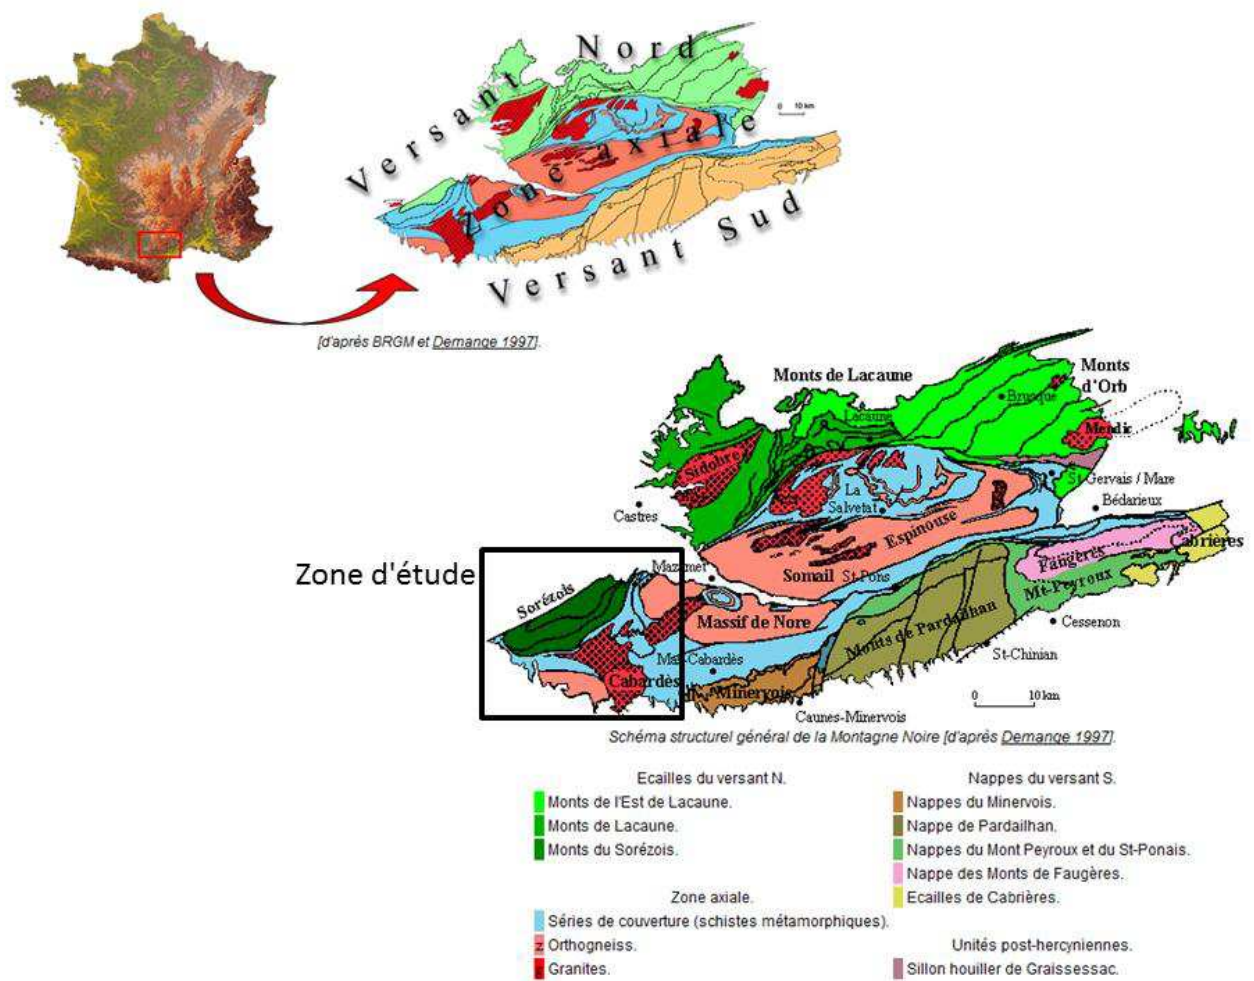 Versant Nord
Zone axiale
Versant Sud
0 10 km
[d'après BRGM et Demange 1997].
Monts de Lacaune
Monts
d'Orb
Brusque
Lacaune
Mendic
Sidobre
St Gervais / Mare
La
Salvetat
Bédarieux
Castres
Espinouse
Cabrières
Faugères
Zone d'étude
Mazamet
Somail
St-Pons
Mt-Peyroux
Sorézois
Massif de Nore
Monts de Pardailhan
Cessenon
St-Chinian
Mas-Cabardès
Cabardès
Minervois
0 10 km
Caunes-Minervois
Schéma structurel général de la Montagne Noire [d'après Demange 1997].
Ecailles du versant N.
Monts de l'Est de Lacaune.
Monts de Lacaune.
Monts du Sorézois.
Zone axiale.
Séries de couverture (schistes métamorphiques).
Orthogneiss.
Granites.
Nappes du versant S.
Nappes du Minervois.
Nappe de Pardailhan.
Nappes du Mont Peyroux et du St-Ponais.
Nappe des Monts de Faugères.
Ecailles de Cabrières.
Unités post-hercyniennes.
Sillon houiller de Graissessac.